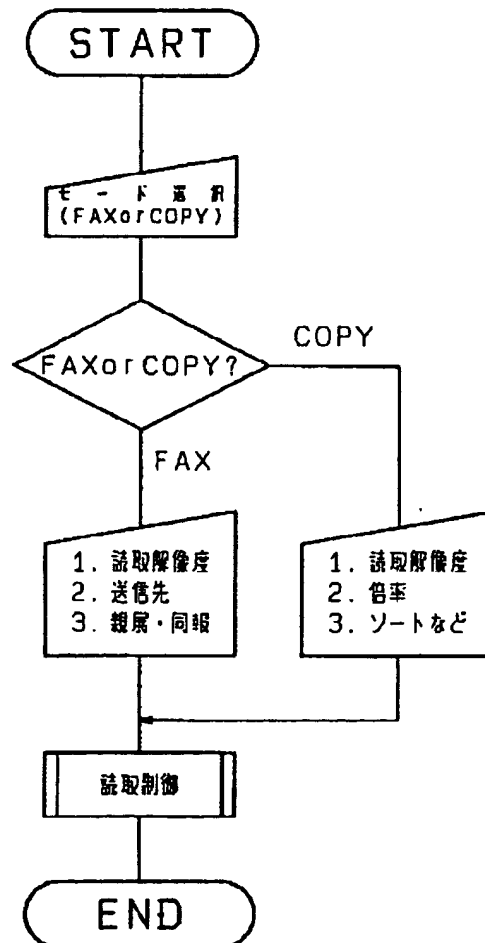 START
モード選択
(FAXorCOPY)
FAXorCOPY?
COPY
FAX
1. 読取解像度
2. 送信先
3. 親展・同報
1. 読取解像度
2. 倍率
3. ソートなど
読取制御
END